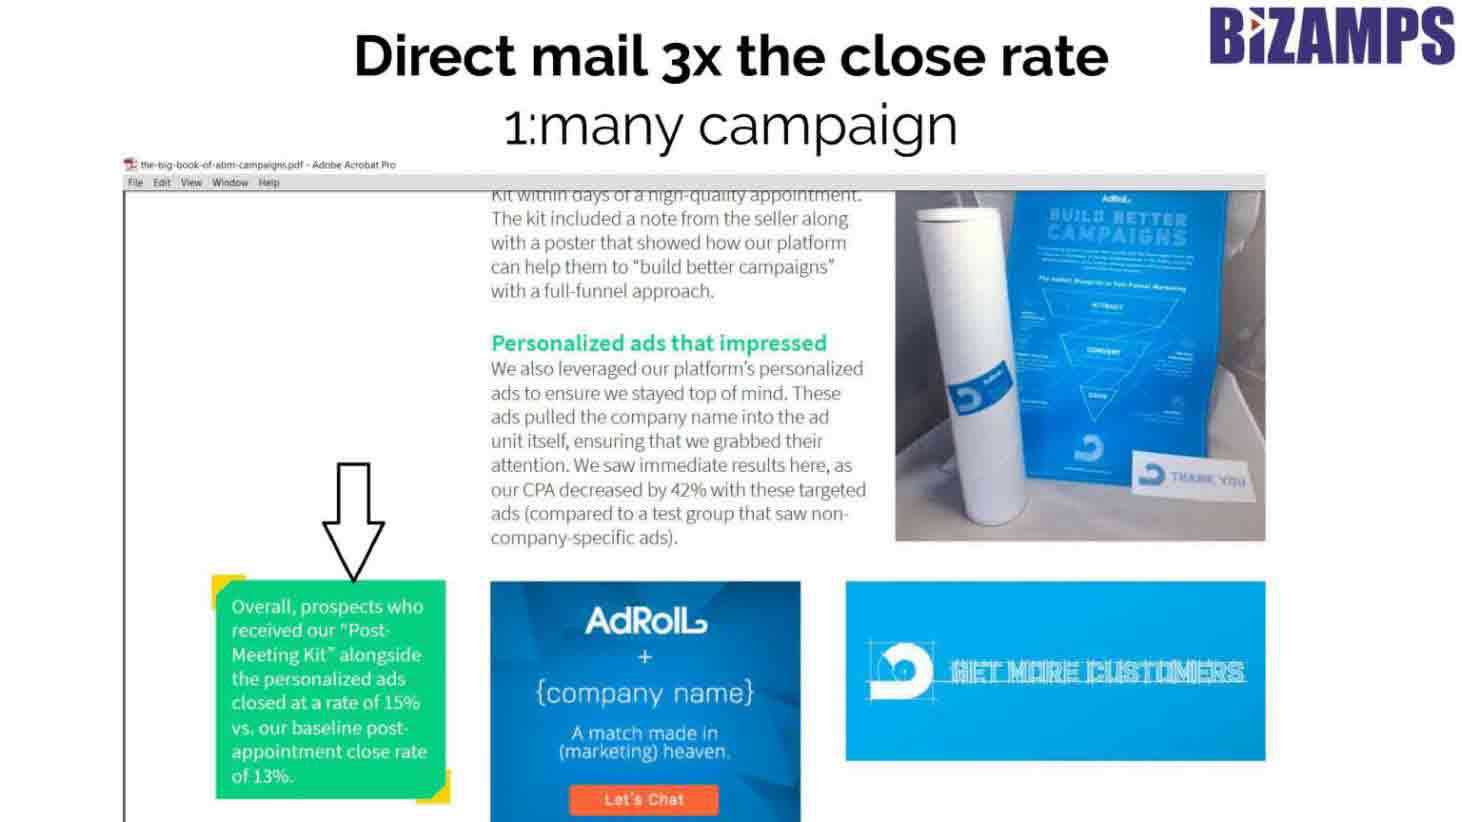 BIZAMPS
Direct mail 3x the close rate
1:many campaign
the-big-book-of-abm-campaigns.pdf - Adobe Acrobat Pro
File Edit View Window Help
Kit within days of a high-quality appointment.
The kit included a note from the seller along
with a poster that showed how our platform
can help them to “build better campaigns”
with a full-funnel approach.
Personalized ads that impressed
We also leveraged our platform’s personalized
ads to ensure we stayed top of mind. These
ads pulled the company name into the ad
unit itself, ensuring that we grabbed their
attention. We saw immediate results here, as
our CPA decreased by 42% with these targeted
ads (compared to a test group that saw non-
company-specific ads).
AdRoll
BUILD BETTER
CAMPAIGNS
ATTRACT
CONVERT
AdRoll
THANK YOU
Overall, prospects who
received our “Post-
Meeting Kit” alongside
the personalized ads
closed at a rate of 15%
vs. our baseline post-
appointment close rate
of 13%.
AdRoll
+
{company name}
A match made in
(marketing) heaven.
Let's Chat
GET MORE CUSTOMERS